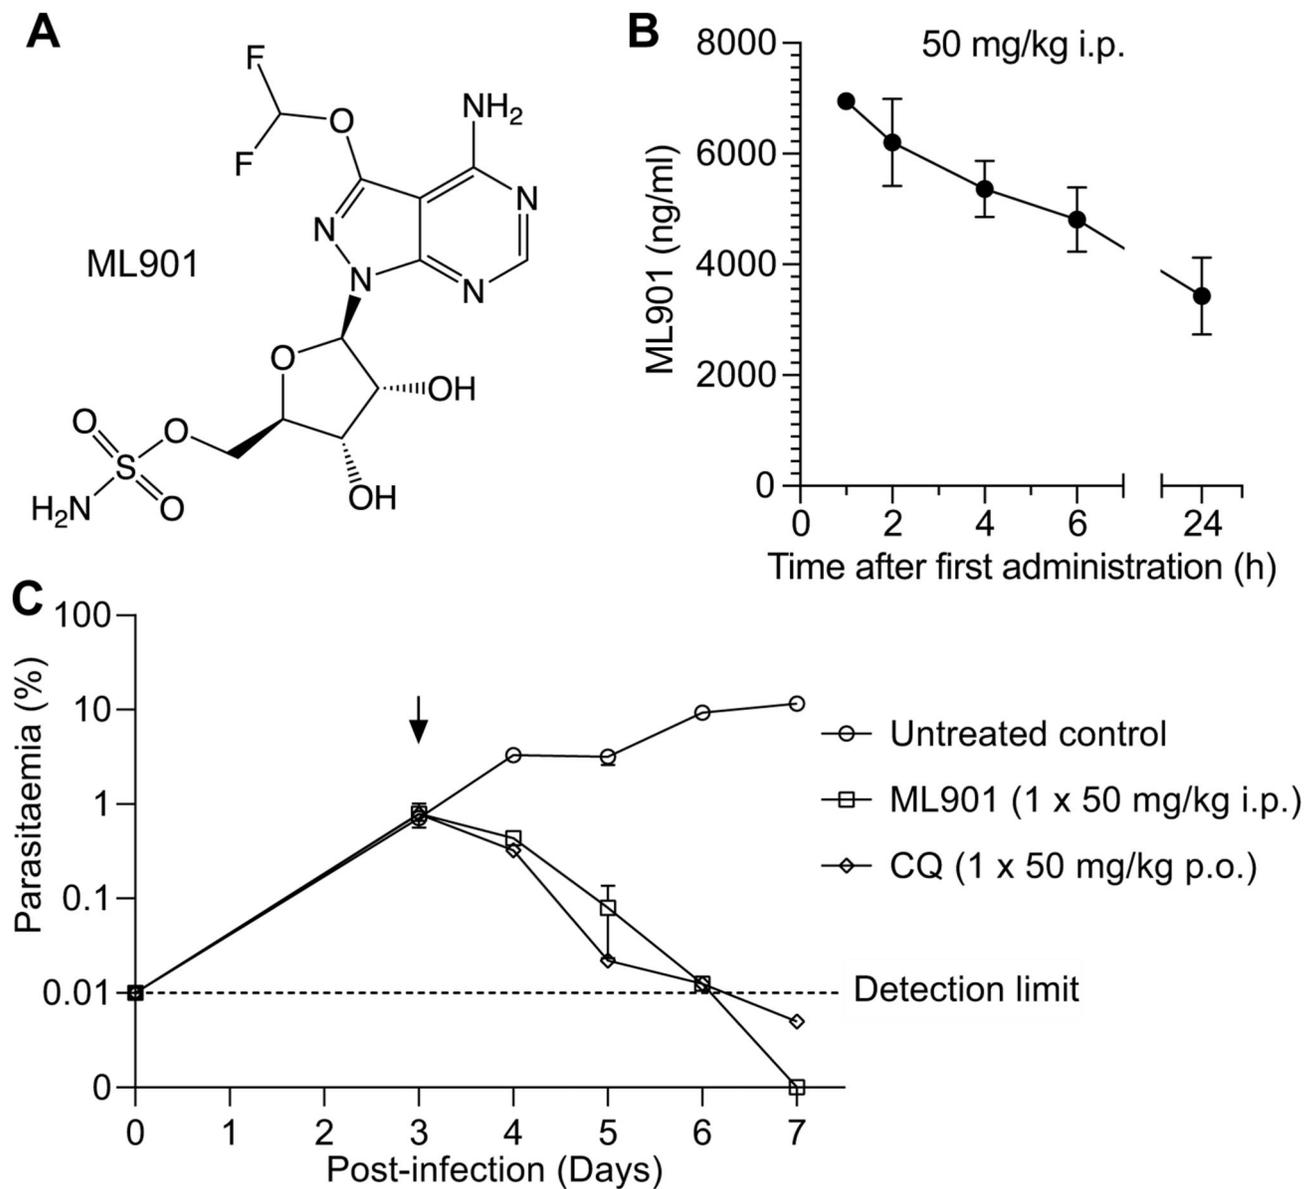 A
F
F
O
NH2
N
N
N
N
ML901
O
OH
OH
O
O
S
H2N
O
B
50 mg/kg i.p.
ML901 (ng/ml)
8000
6000
4000
2000
0
0 2 4 6 24
Time after first administration (h)
C
Parasitaemia (%)
100
10
1
0.1
0.01
0
Untreated control
ML901 (1 x 50 mg/kg i.p.)
CQ (1 x 50 mg/kg p.o.)
Detection limit
0 1 2 3 4 5 6 7
Post-infection (Days)